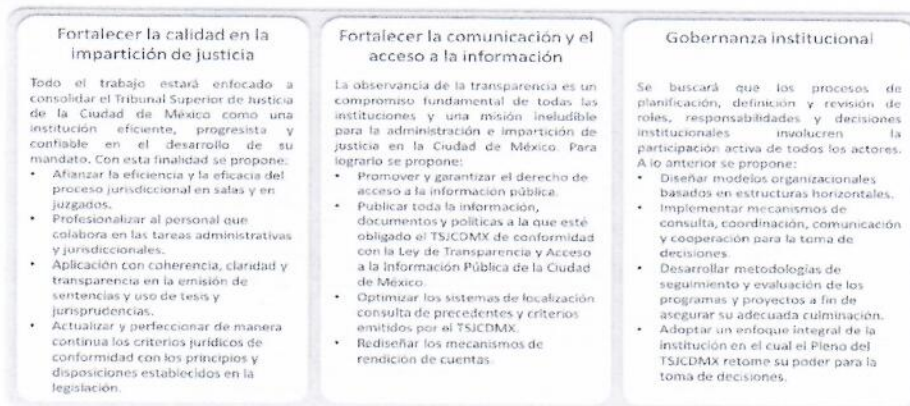 Fortalecer la calidad en la
impartición de justicia
Todo el trabajo estará enfocado a
consolidar el Tribunal Superior de Justicia
de la Ciudad de México como una
institución eficiente, progresista y
confiable en el desarrollo de su
mandato. Con esta finalidad se propone:
• Afianzar la eficiencia y la eficacia del
proceso jurisdiccional en salas y en
juzgados.
• Profesionalizar al personal que
colabora en las tareas administrativas
y jurisdiccionales.
• Aplicación con coherencia, claridad y
transparencia en la emisión de
sentencias y uso de tesis y
jurisprudencias.
• Actualizar y perfeccionar de manera
continua los criterios jurídicos de
conformidad con los principios y
disposiciones establecidos en la
legislación.
Fortalecer la comunicación y el
acceso a la información
La observancia de la transparencia es un
compromiso fundamental de todas las
instituciones y una misión ineludible
para la administración e impartición de
justicia en la Ciudad de México. Para
lograrlo se propone:
• Promover y garantizar el derecho de
acceso a la información pública.
• Publicar toda la información,
documentos y políticas a la que esté
obligado el TSJCDMX de conformidad
con la Ley de Transparencia y Acceso
a la Información Pública de la Ciudad
de México.
• Optimizar los sistemas de localización
consulta de precedentes y criterios
emitidos por el TSJCDMX.
• Rediseñar los mecanismos de
rendición de cuentas.
Gobernanza institucional
Se buscará que los procesos de
planificación, definición y revisión de
roles, responsabilidades y decisiones
institucionales involucren la
participación activa de todos los actores.
A lo anterior se propone:
• Diseñar modelos organizacionales
basados en estructuras horizontales.
• Implementar mecanismos de
consulta, coordinación, comunicación
y cooperación para la toma de
decisiones.
• Desarrollar metodologías de
seguimiento y evaluación de los
programas y proyectos a fin de
asegurar su adecuada culminación.
• Adoptar un enfoque integral de la
institución en el cual el Pleno del
TSJCDMX retome su poder para la
toma de decisiones.